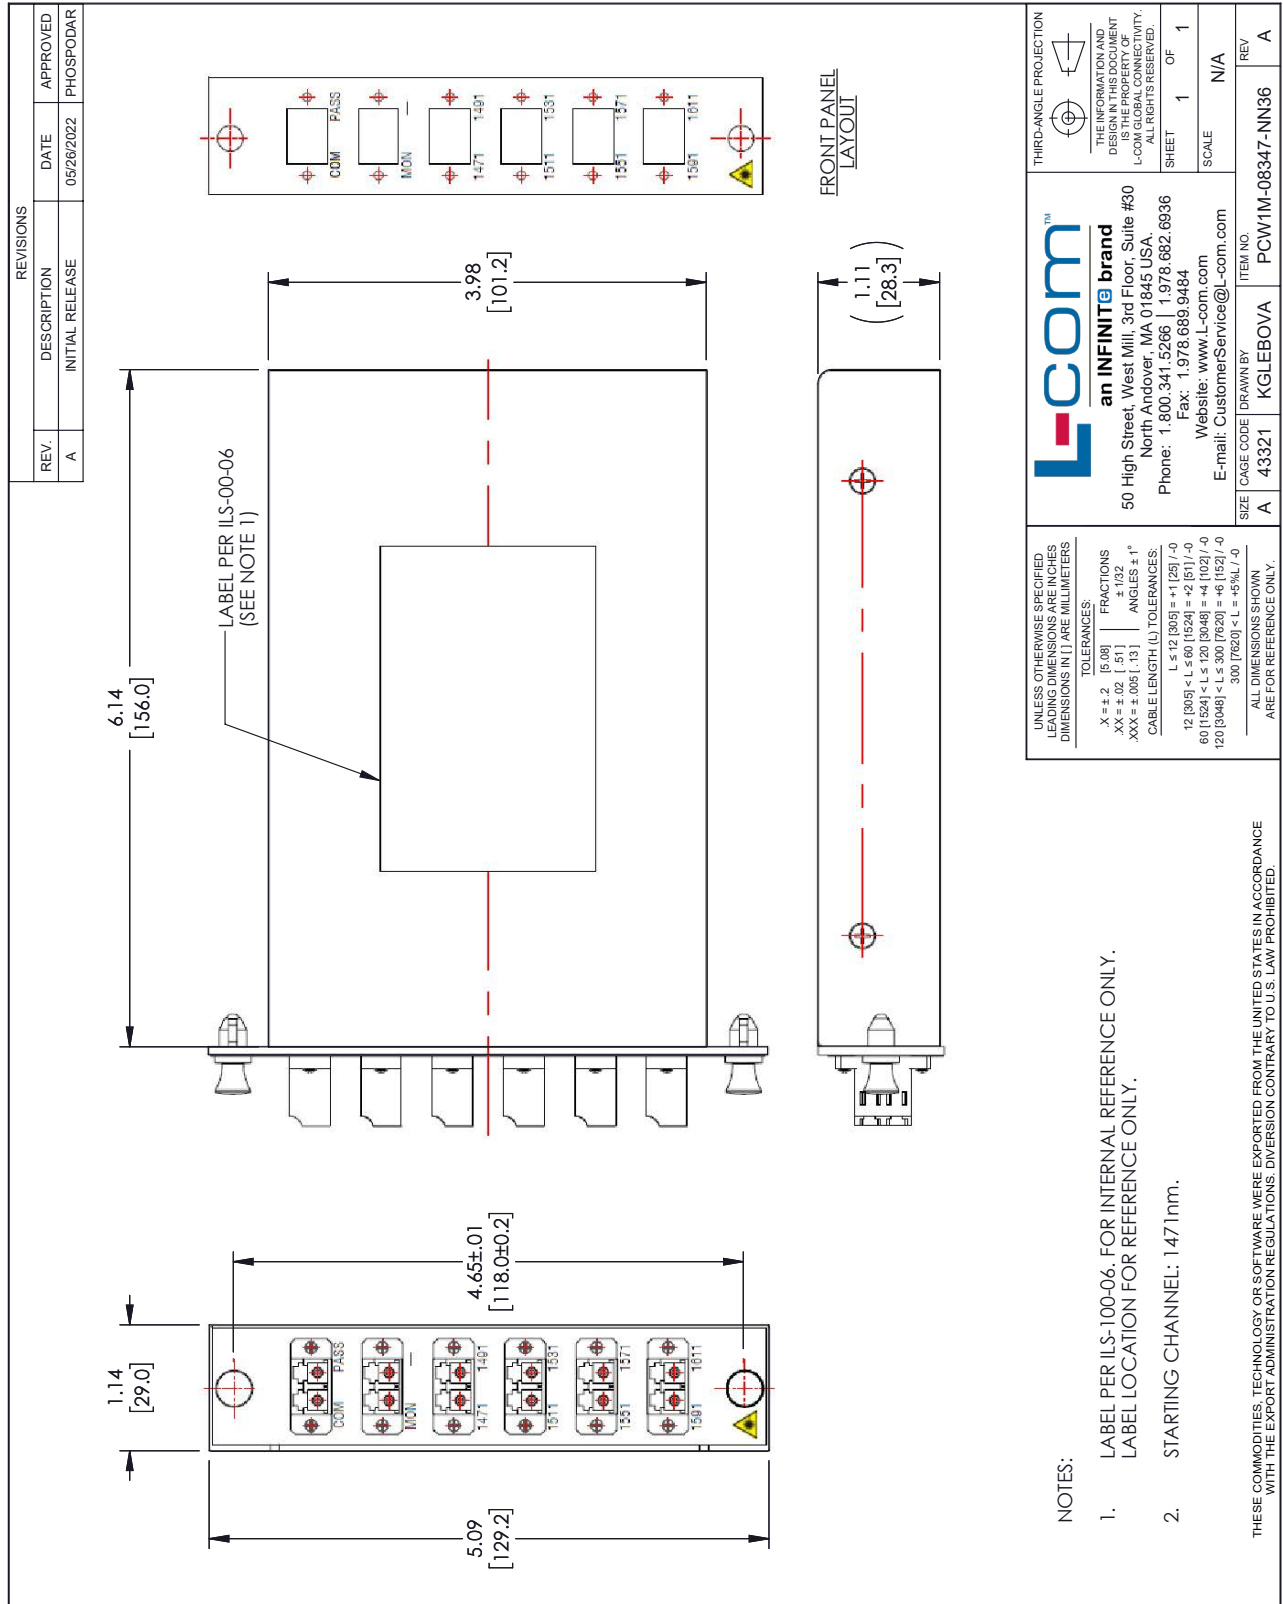 REVISIONS
REV. DESCRIPTION DATE APPROVED
A INITIAL RELEASE 05/26/2022 PHOSPODAR
1.14
[29.0]
5.09
[129.2]
4.65±.01
[118.0±0.2]
COM PASS
MON —
1471 1491
1511 1531
1551 1571
1591 1611
6.14
[156.0]
LABEL PER ILS-00-06
(SEE NOTE 1)
3.98
[101.2]
COM PASS
MON —
1471 1491
1511 1531
1551 1571
1591 1611
FRONT PANEL
LAYOUT
( 1.11 )
[28.3]
NOTES:
1. LABEL PER ILS-100-06. FOR INTERNAL REFERENCE ONLY.
LABEL LOCATION FOR REFERENCE ONLY.
2. STARTING CHANNEL: 1471nm.
THESE COMMODITIES, TECHNOLOGY OR SOFTWARE WERE EXPORTED FROM THE UNITED STATES IN ACCORDANCE
WITH THE EXPORT ADMINISTRATION REGULATIONS. DIVERSION CONTRARY TO U.S. LAW PROHIBITED.
UNLESS OTHERWISE SPECIFIED
LEADING DIMENSIONS ARE INCHES
DIMENSIONS IN [ ] ARE MILLIMETERS
TOLERANCES:
.X = ± .2 [5.08] FRACTIONS
.XX = ± .02 [ .51] ± 1/32
.XXX = ± .005 [ .13] ANGLES ± 1°
CABLE LENGTH (L) TOLERANCES:
L ≤ 12 [305] = +1 [25] / -0
12 [305] < L ≤ 60 [1524] = +2 [51] / -0
60 [1524] < L ≤ 120 [3048] = +4 [102] / -0
120 [3048] < L ≤ 300 [7620] = +6 [152] / -0
300 [7620] < L = +5%L / -0
ALL DIMENSIONS SHOWN
ARE FOR REFERENCE ONLY.
L-com™
an INFINIT@ brand
50 High Street, West Mill, 3rd Floor, Suite #30
North Andover, MA 01845 USA.
Phone: 1.800.341.5266 | 1.978.682.6936
Fax: 1.978.689.9484
Website: www.L-com.com
E-mail: CustomerService@L-com.com
THIRD-ANGLE PROJECTION
THE INFORMATION AND
DESIGN IN THIS DOCUMENT
IS THE PROPERTY OF
L-COM GLOBAL CONNECTIVITY.
ALL RIGHTS RESERVED.
SHEET 1 OF 1
SCALE N/A
SIZE A
CAGE CODE 43321
DRAWN BY KGLEBOVA
ITEM NO. PCW1M-08347-NN36
REV A